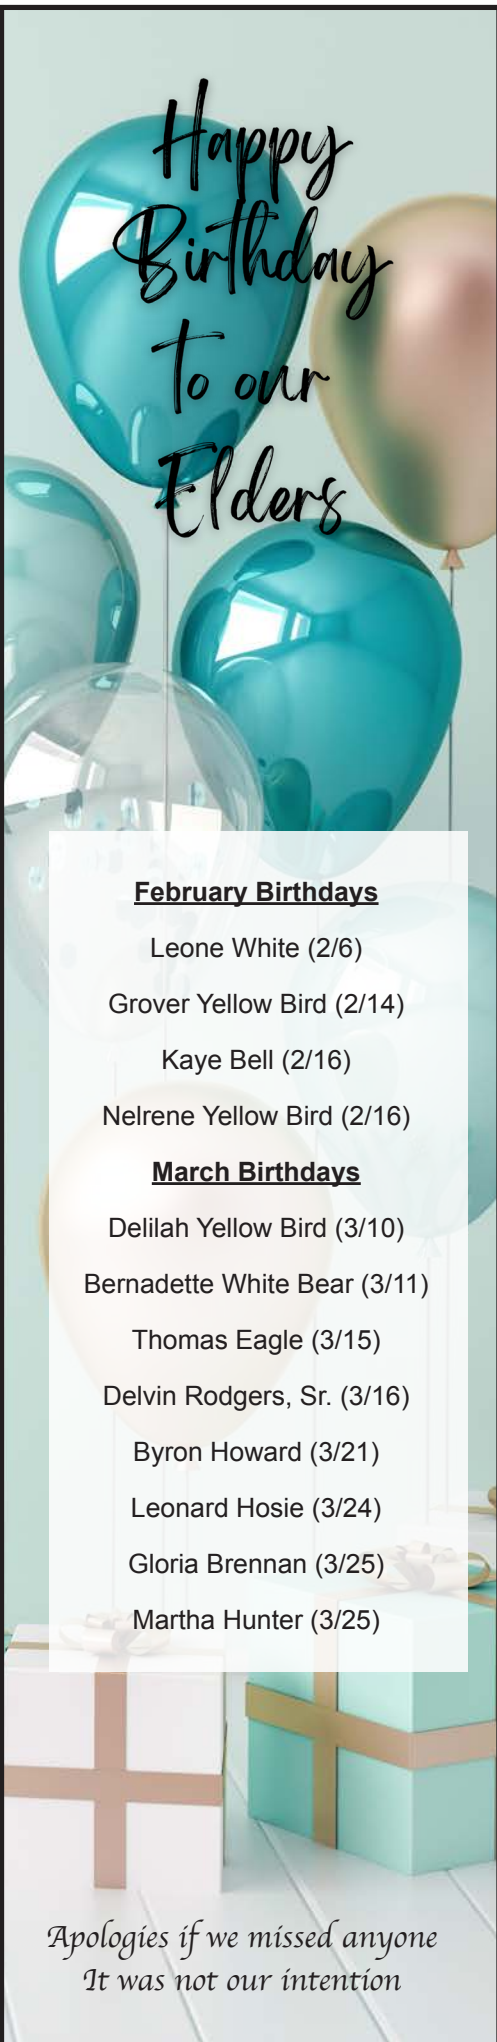 Happy
Birthday
to our
Elders
February Birthdays
Leone White (2/6)
Grover Yellow Bird (2/14)
Kaye Bell (2/16)
Nelrene Yellow Bird (2/16)
March Birthdays
Delilah Yellow Bird (3/10)
Bernadette White Bear (3/11)
Thomas Eagle (3/15)
Delvin Rodgers, Sr. (3/16)
Byron Howard (3/21)
Leonard Hosie (3/24)
Gloria Brennan (3/25)
Martha Hunter (3/25)
Apologies if we missed anyone
It was not our intention